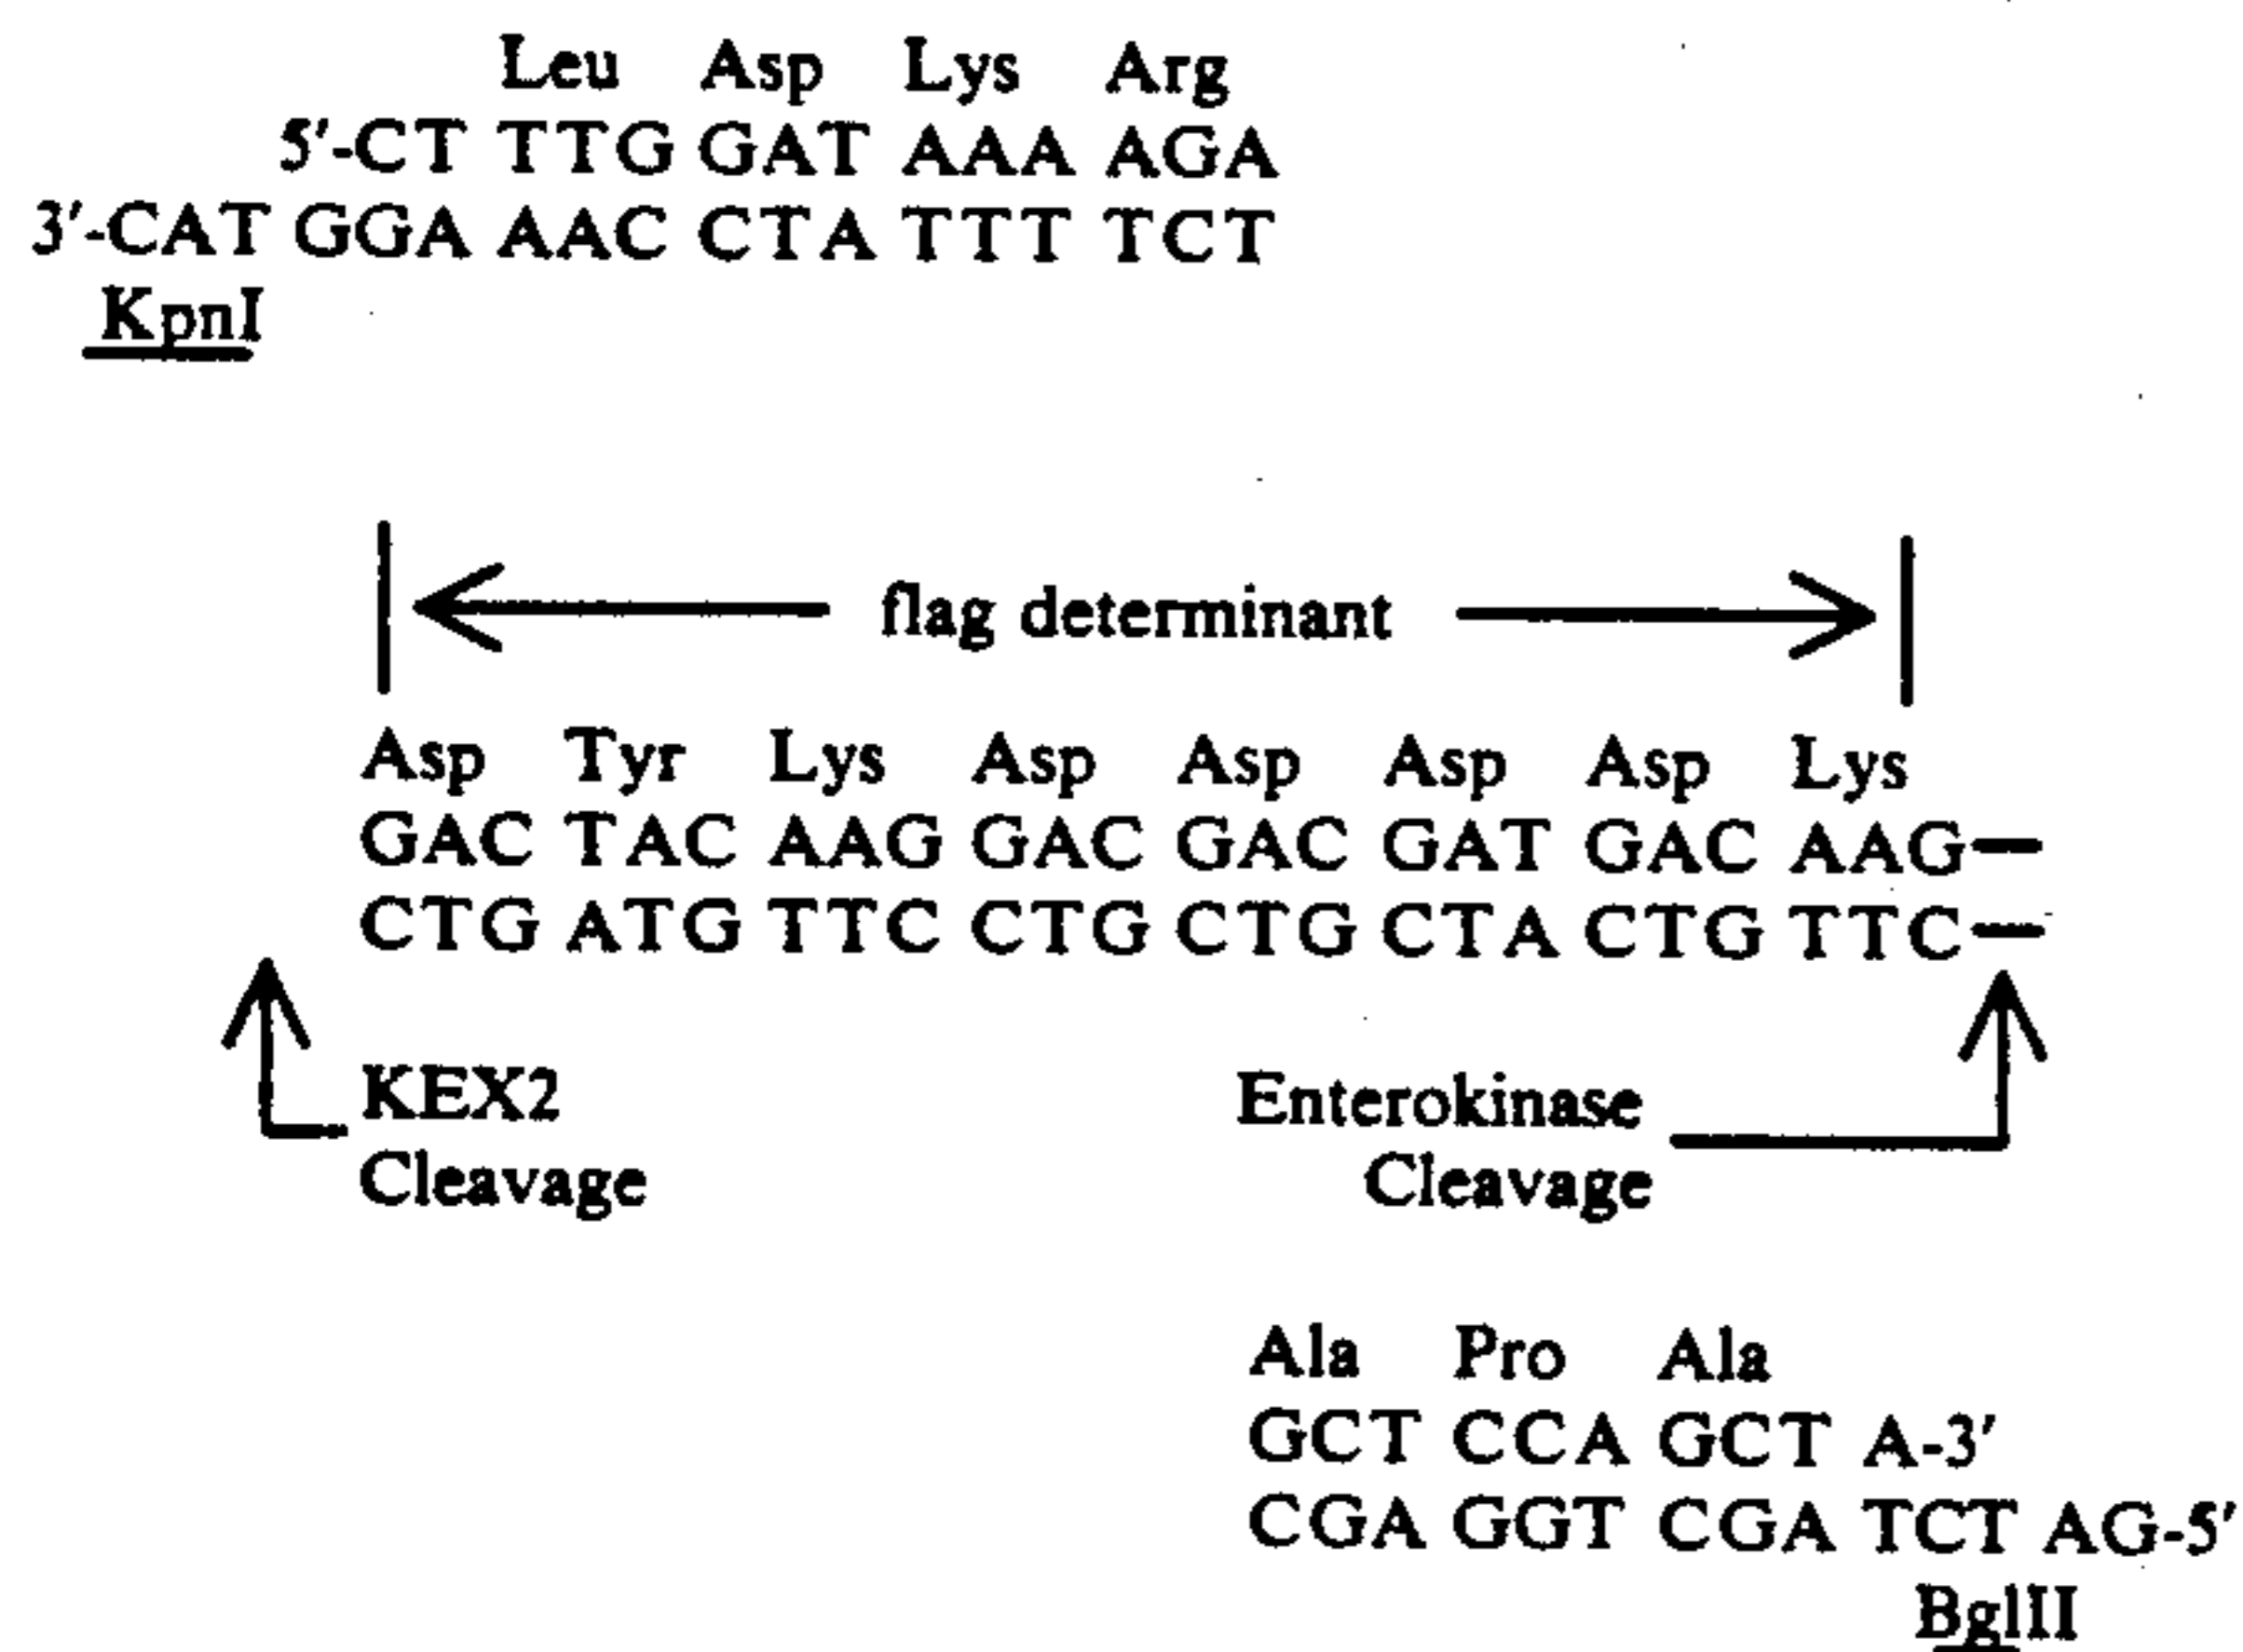 Leu Asp Lys Arg
5'-CT TTG GAT AAA AGA
3'-CAT GGA AAC CTA TTT TCT
KpnI
flag determinant
Asp Tyr Lys Asp Asp Asp Asp Lys
GAC TAC AAG GAC GAC GAT GAC AAG—
CTG ATG TTC CTG CTG CTA CTG TTC—
KEX2
Cleavage
Enterokinase
Cleavage
Ala Pro Ala
GCT CCA GCT A-3'
CGA GGT CGA TCT AG-5'
BglII